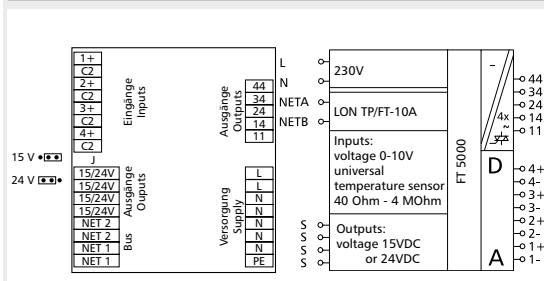 1+
C2
2+
C2
3+
C2
4+
C2
J
15/24V
15/24V
15/24V
15/24V
NET 2
NET 2
NET 1
NET 1
Eingänge
Inputs
Ausgänge
Ouputs
Bus
15 V
24 V
Ausgänge
Outputs
44
34
24
14
11
Versorgung
Supply
L
L
N
N
N
N
N
PE
L
N
NETA
NETB
S
S
S
S
230V
LON TP/FT-10A
Inputs:
voltage 0-10V
universal
temperature sensor
40 Ohm - 4 MOhm
Outputs:
voltage 15VDC
or 24VDC
FT 5000
4x
D
A
44
34
24
14
11
4+
4-
3+
3-
2+
2-
1+
1-